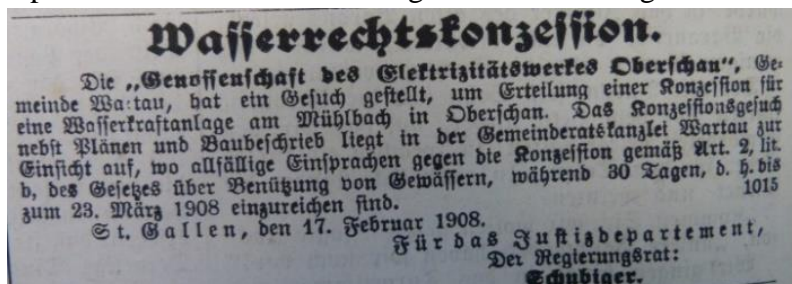 Wasserrechtskonzession.
Die „Genossenschaft des Elektrizitätswerkes Oberschan", Ge-
meinde Wartau, hat ein Gesuch gestellt, um Erteilung einer Konzession für
eine Wasserkraftanlage am Mühlbach in Oberschan. Das Konzessionsgesuch
nebst Plänen und Baubeschrieb liegt in der Gemeinderatskanzlei Wartau zur
Einsicht auf, wo allfällige Einsprachen gegen die Konzession gemäß Art. 2, lit.
b, des Gesetzes über Benützung von Gewässern, während 30 Tagen, d. h. bis
zum 23. März 1908 einzureichen sind. 1015
St. Gallen, den 17. Februar 1908.
Für das Justizdepartement,
Der Regierungsrat:
Schubiger.